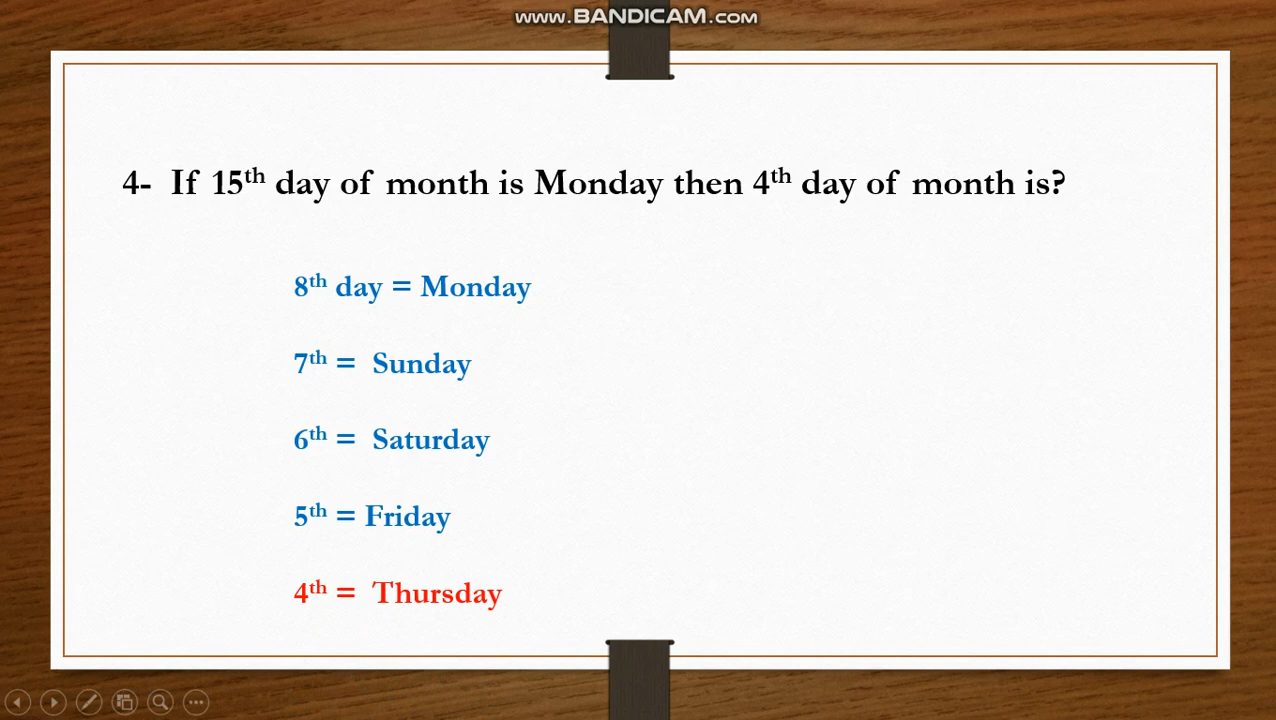 www.BANDICAM.com
4- If 15th day of month is Monday then 4th day of month is?
8th day = Monday
7th = Sunday
6th = Saturday
5th = Friday
4th = Thursday